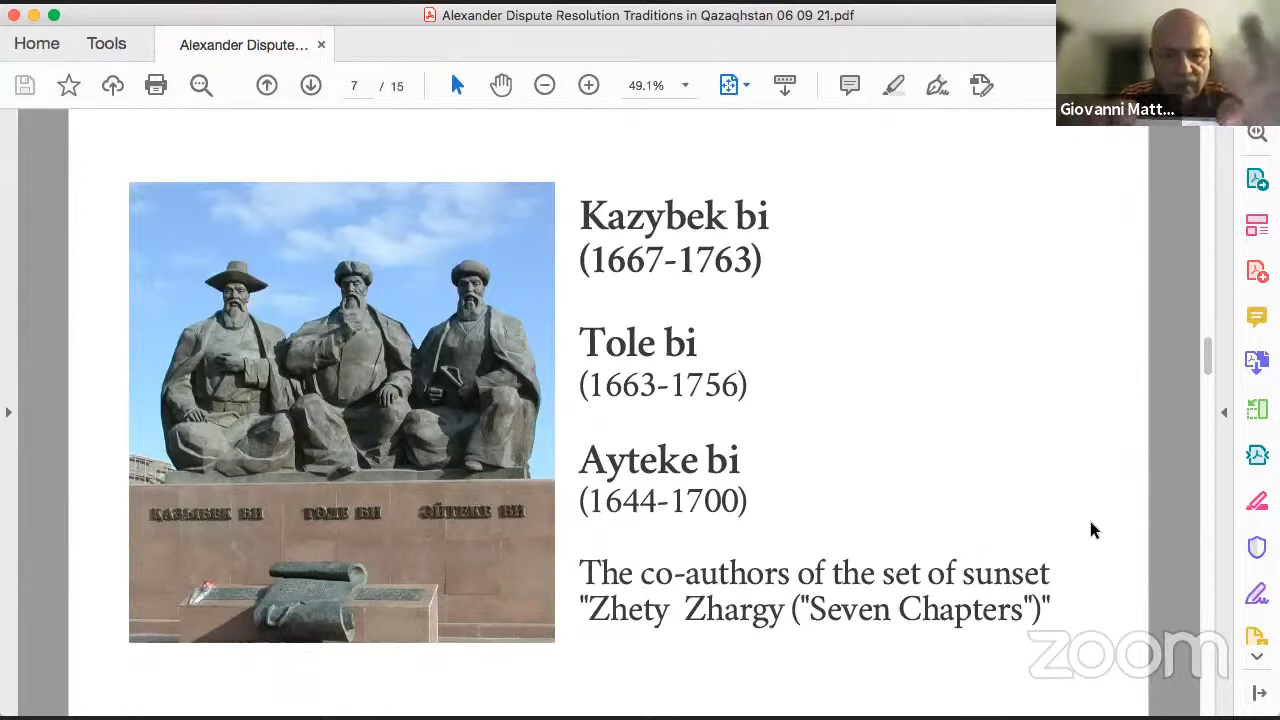 Alexander Dispute Resolution Traditions in Qazaqhstan 06 09 21.pdf
Home Tools Alexander Dispute... ×
7 / 15 49.1%
Giovanni Matt...
Kazybek bi
(1667-1763)
Tole bi
(1663-1756)
Ayteke bi
(1644-1700)
The co-authors of the set of sunset
"Zhety Zhargy ("Seven Chapters")"
ҚАЗЫБЕК БИ ТӨЛЕ БИ ӘЙТЕКЕ БИ
zoom